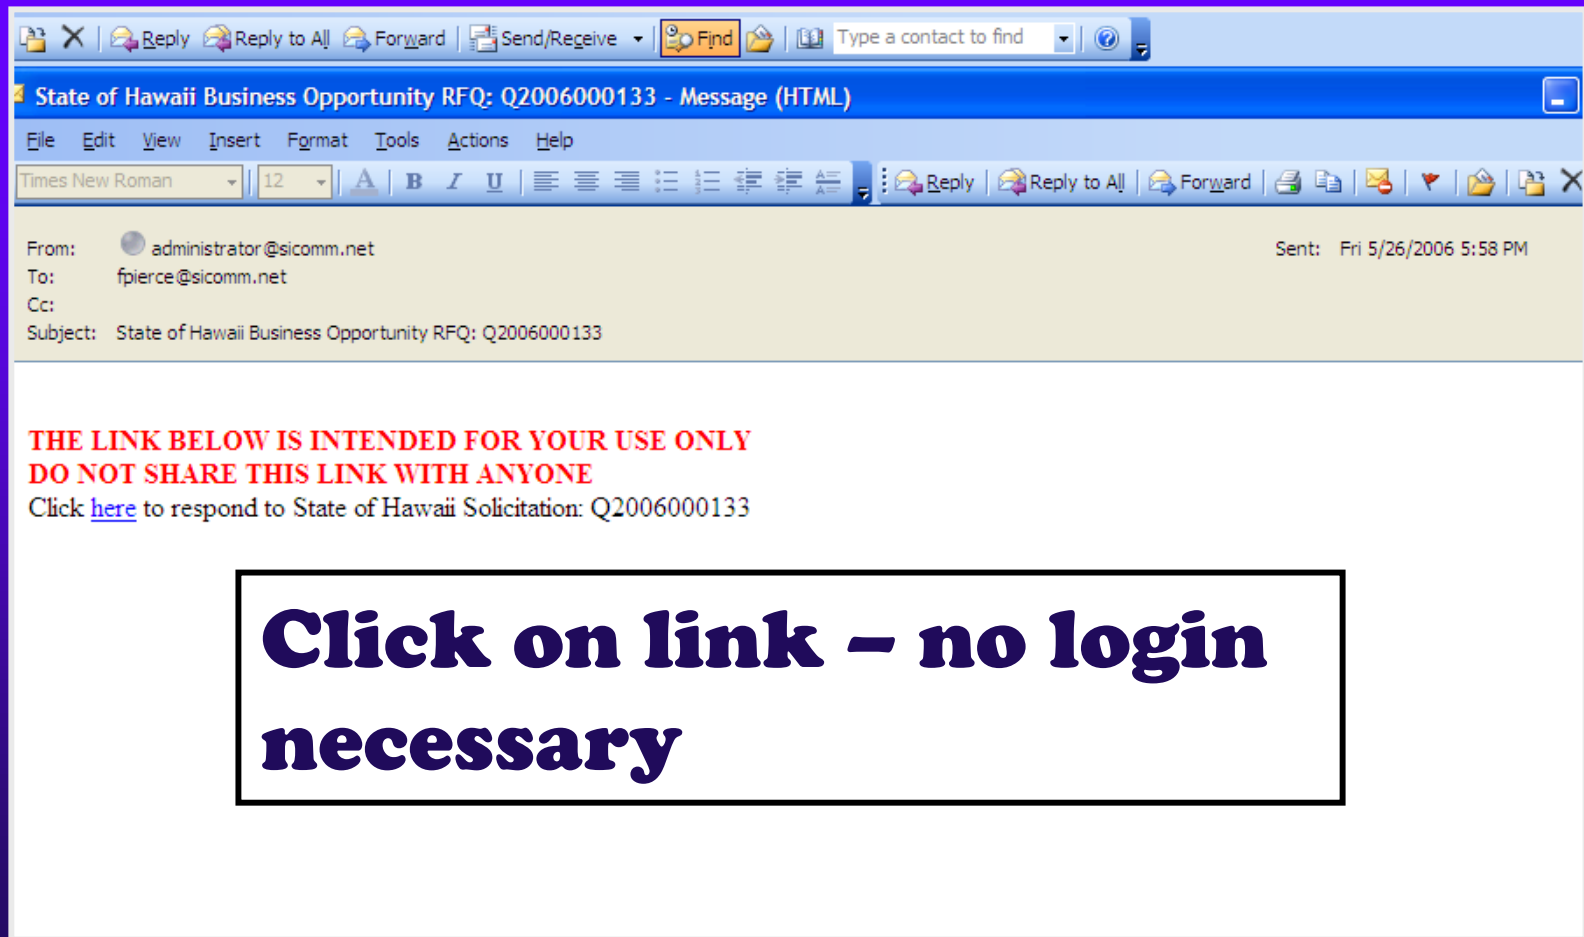 Reply Reply to All Forward Send/Receive Find Type a contact to find
State of Hawaii Business Opportunity RFQ: Q2006000133 - Message (HTML)
File Edit View Insert Format Tools Actions Help
Times New Roman 12 A B I U Reply Reply to All Forward
From: administrator@sicomm.net Sent: Fri 5/26/2006 5:58 PM
To: fpierce@sicomm.net
Cc:
Subject: State of Hawaii Business Opportunity RFQ: Q2006000133
THE LINK BELOW IS INTENDED FOR YOUR USE ONLY
DO NOT SHARE THIS LINK WITH ANYONE
Click here to respond to State of Hawaii Solicitation: Q2006000133
Click on link – no login
necessary